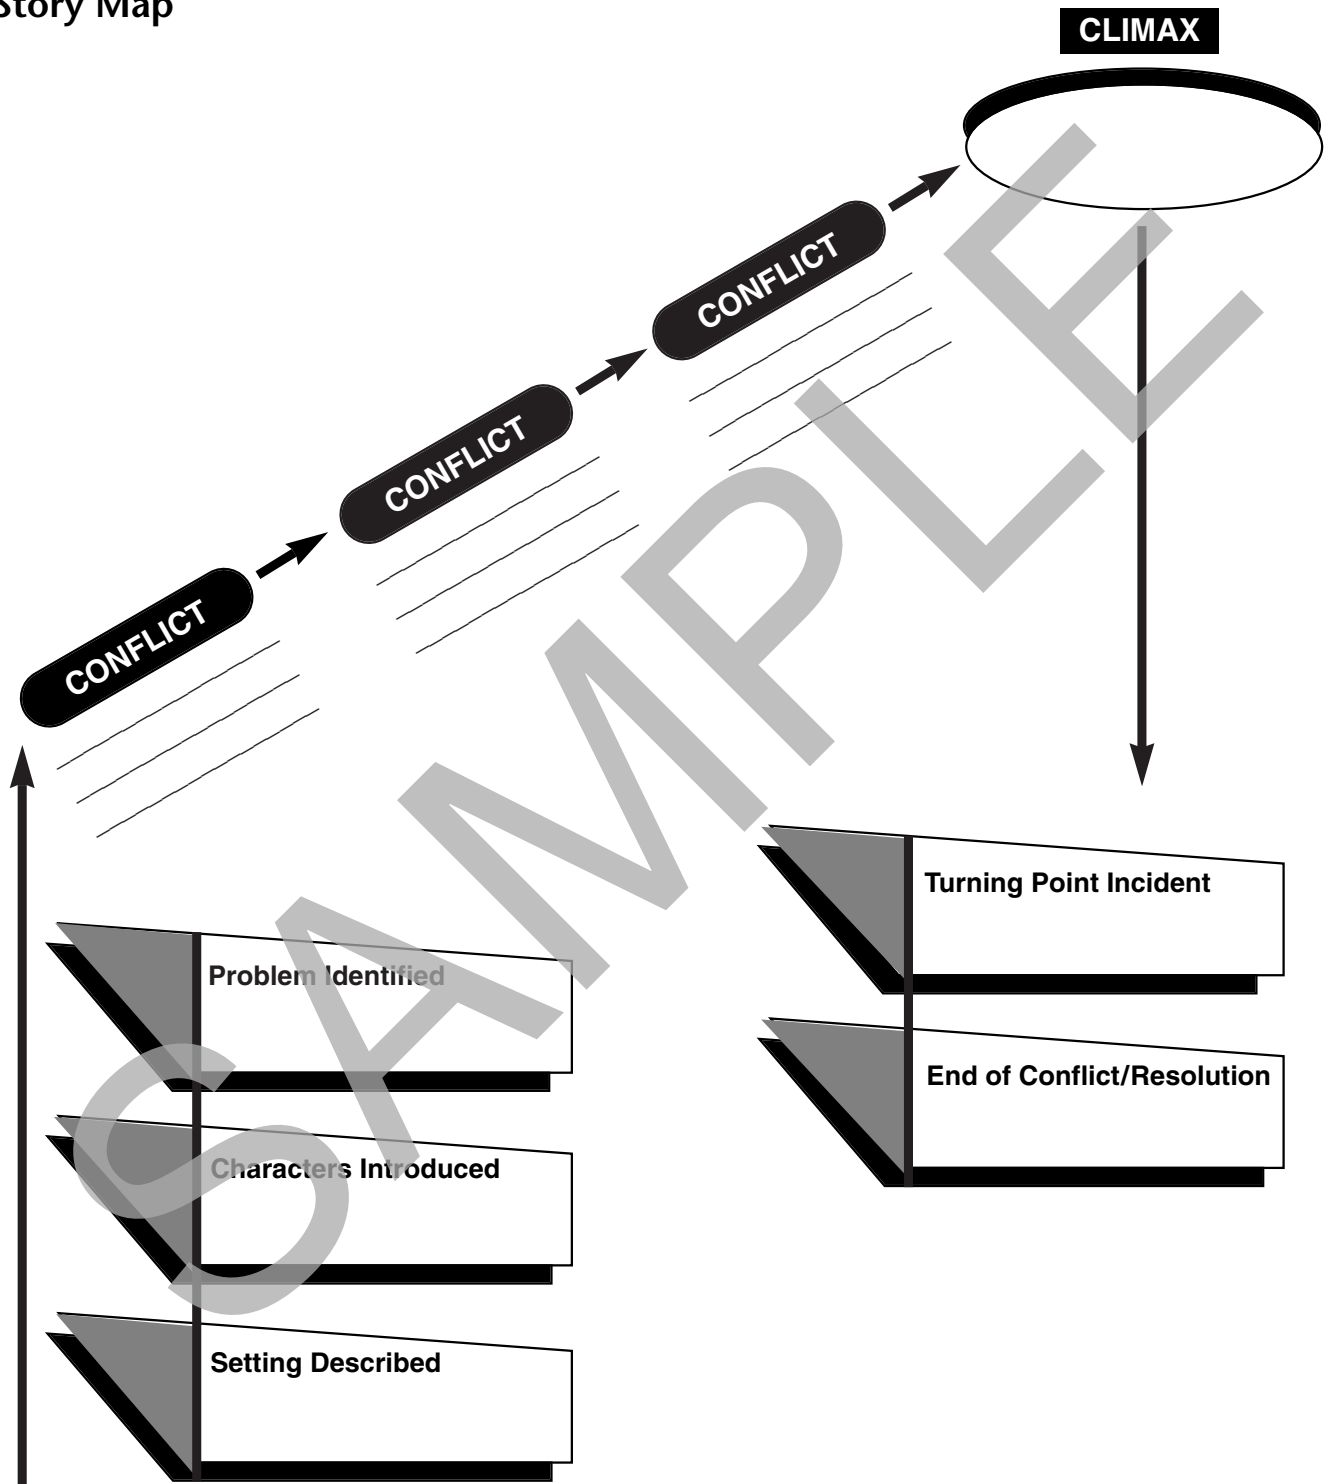 Story Map
CLIMAX
CONFLICT
CONFLICT
CONFLICT
Turning Point Incident
Problem Identified
End of Conflict/Resolution
Characters Introduced
Setting Described
SAMPLE